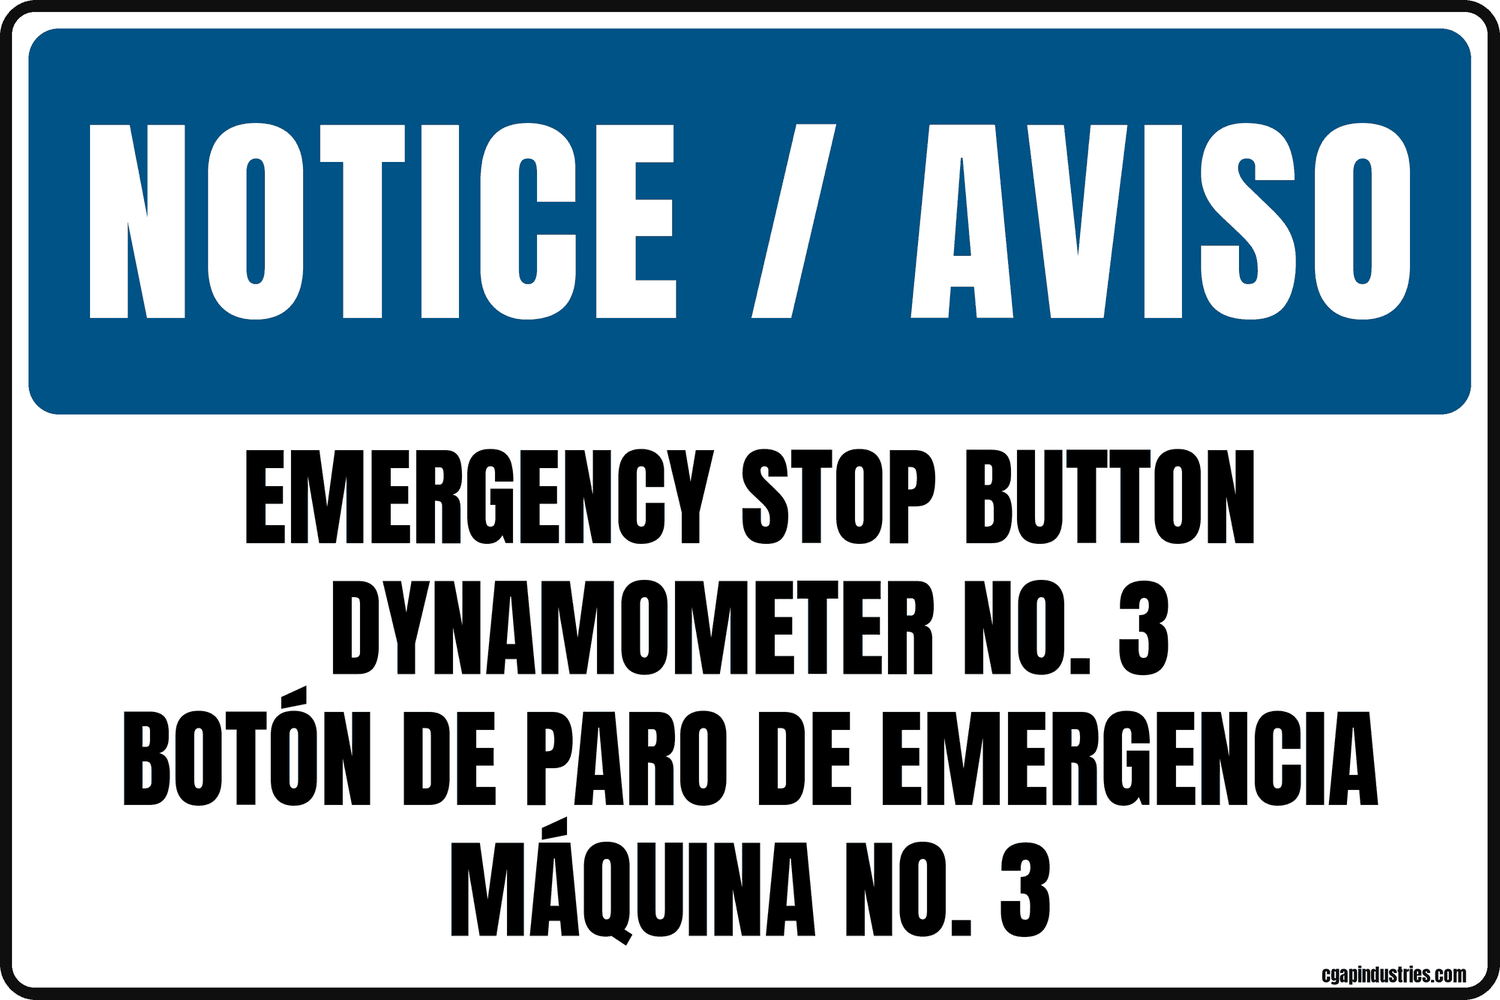 NOTICE / AVISO
EMERGENCY STOP BUTTON
DYNAMOMETER NO. 3
BOTÓN DE PARO DE EMERGENCIA
MÁQUINA NO. 3
cgapindustries.com